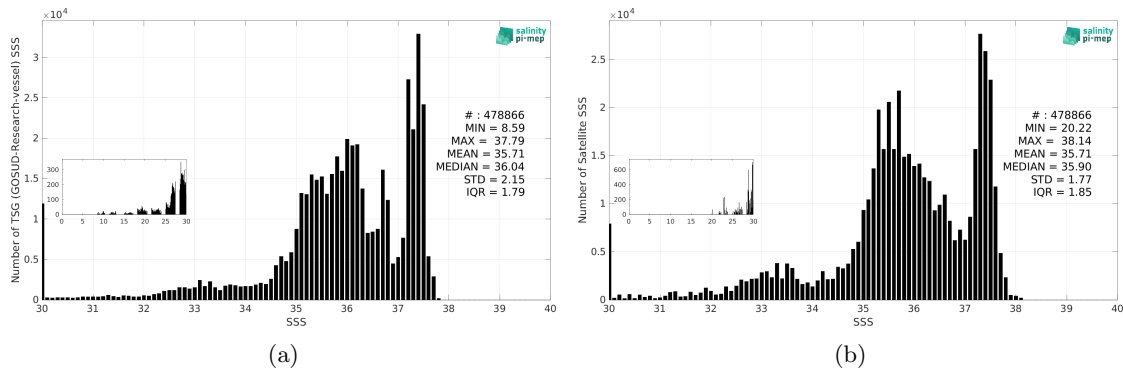 ×10⁴
salinity
pi-mep
Number of TSG (GOSUD-Research-vessel) SSS
3
2.5
2
1.5
1
0.5
0
# : 478866
MIN = 8.59
MAX = 37.79
MEAN = 35.71
MEDIAN = 36.04
STD = 2.15
IQR = 1.79
300
200
100
0
0 5 10 15 20 25 30
30 31 32 33 34 35 36 37 38 39 40
SSS
(a)
×10⁴
salinity
pi-mep
Number of Satellite SSS
2.5
2
1.5
1
0.5
0
# : 478866
MIN = 20.22
MAX = 38.14
MEAN = 35.71
MEDIAN = 35.90
STD = 1.77
IQR = 1.85
600
400
200
0
0 5 10 15 20 25 30
30 31 32 33 34 35 36 37 38 39 40
SSS
(b)